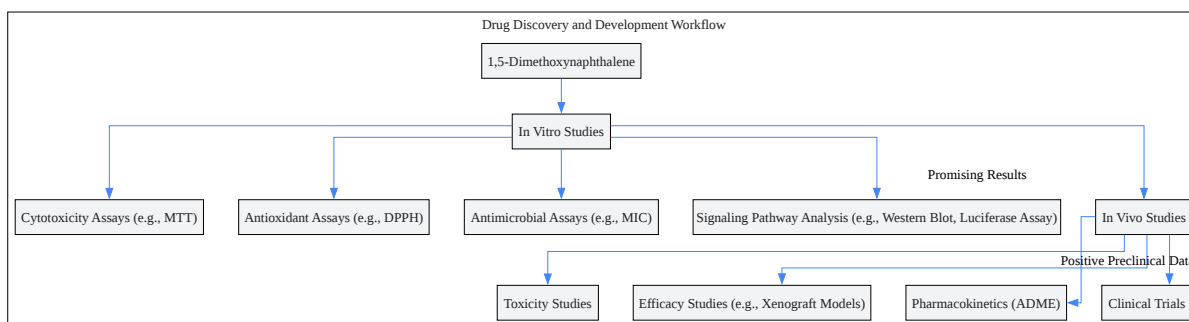 Drug Discovery and Development Workflow
1,5-Dimethoxynaphthalene
In Vitro Studies
Promising Results
Cytotoxicity Assays (e.g., MTT)
Antioxidant Assays (e.g., DPPH)
Antimicrobial Assays (e.g., MIC)
Signaling Pathway Analysis (e.g., Western Blot, Luciferase Assay)
In Vivo Studies
Positive Preclinical Data
Toxicity Studies
Efficacy Studies (e.g., Xenograft Models)
Pharmacokinetics (ADME)
Clinical Trials